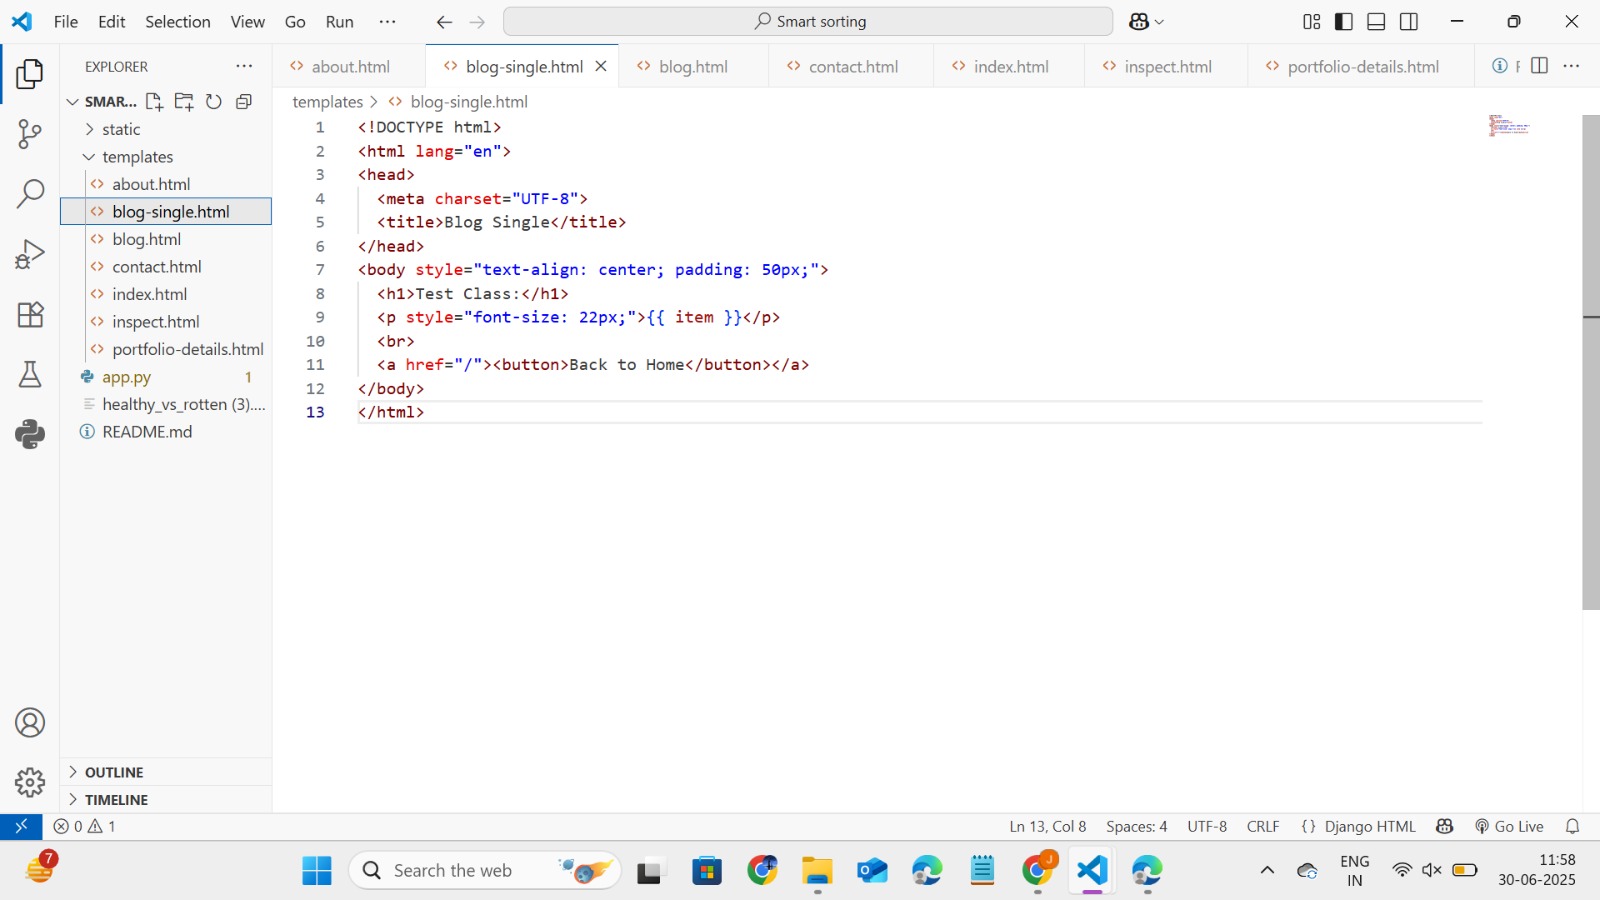 File Edit Selection View Go Run ··· Smart sorting
EXPLORER ···
SMAR...
static
templates
about.html
blog-single.html
blog.html
contact.html
index.html
inspect.html
portfolio-details.html
app.py 1
healthy_vs_rotten (3)....
README.md
OUTLINE
TIMELINE
about.html blog-single.html blog.html contact.html index.html inspect.html portfolio-details.html
templates > blog-single.html
1 <!DOCTYPE html>
2 <html lang="en">
3 <head>
4 <meta charset="UTF-8">
5 <title>Blog Single</title>
6 </head>
7 <body style="text-align: center; padding: 50px;">
8 <h1>Test Class:</h1>
9 <p style="font-size: 22px;">{{ item }}</p>
10 <br>
11 <a href="/"><button>Back to Home</button></a>
12 </body>
13 </html>
0 1 Ln 13, Col 8 Spaces: 4 UTF-8 CRLF {} Django HTML Go Live
7 Search the web J ENG IN 11:58 30-06-2025